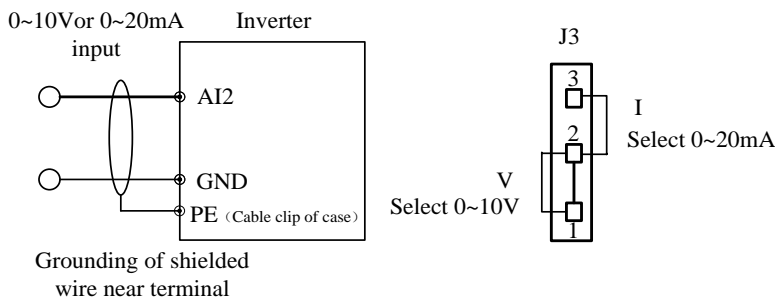 0~10Vor 0~20mA
input
Inverter
AI2
GND
PE（Cable clip of case）
Grounding of shielded
wire near terminal
J3
3
I
2
Select 0~20mA
V
Select 0~10V
1